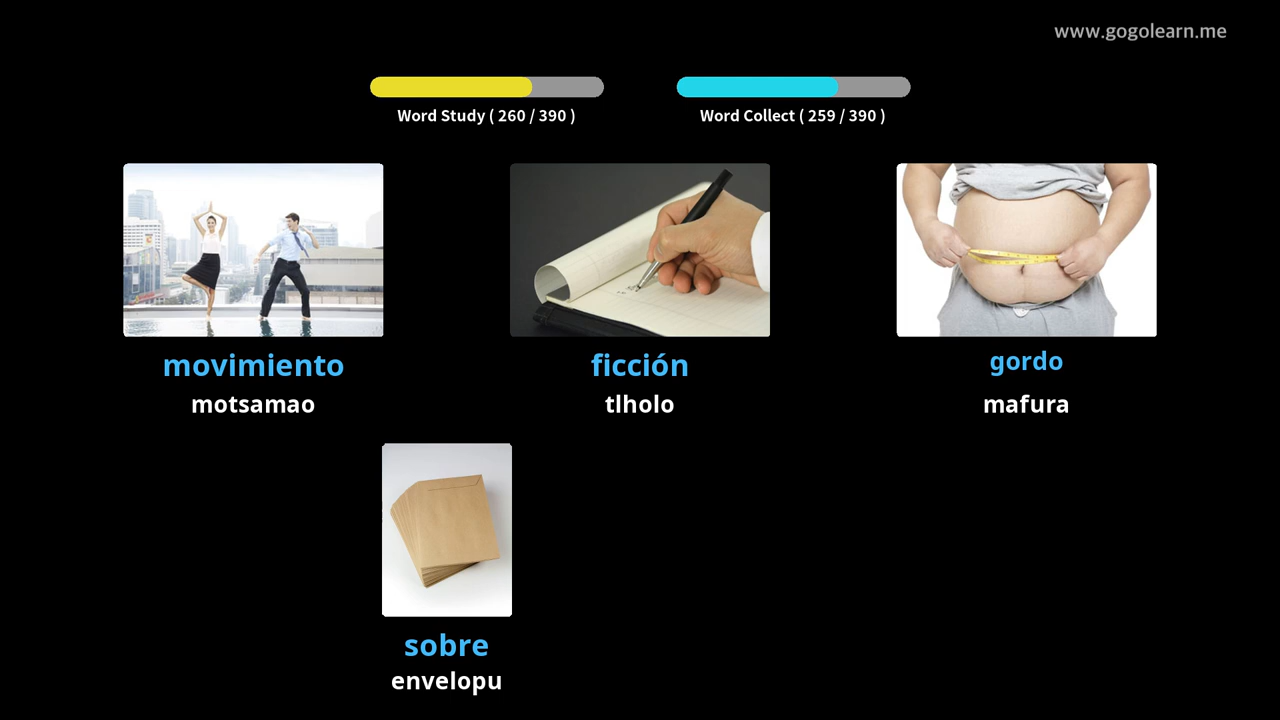 www.gogolearn.me
Word Study ( 260 / 390 )
Word Collect ( 259 / 390 )
movimiento
motsamao
ficción
tlholo
gordo
mafura
sobre
envelopu